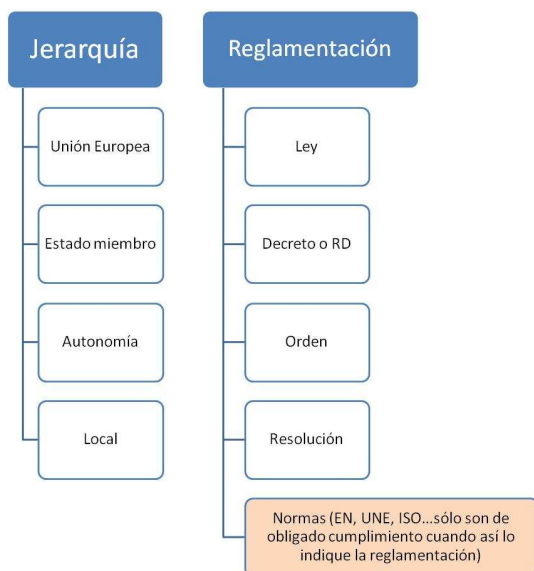 Jerarquía
Unión Europea
Estado miembro
Autonomía
Local
Reglamentación
Ley
Decreto o RD
Orden
Resolución
Normas (EN, UNE, ISO...sólo son de
obligado cumplimiento cuando así lo
indique la reglamentación)